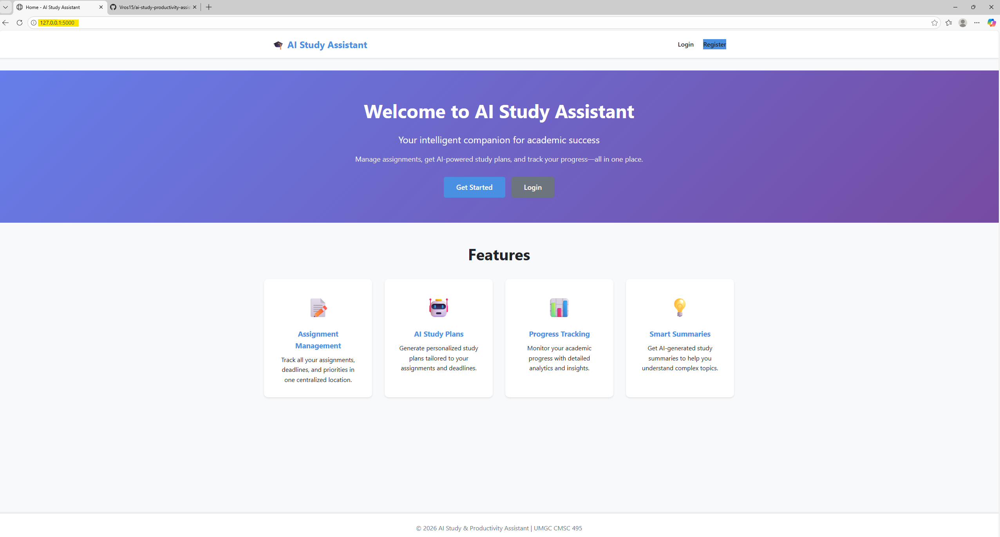 Home - AI Study Assistant
Vros15/ai-study-productivity-assis
127.0.0.1:5000
AI Study Assistant
Login
Register
Welcome to AI Study Assistant
Your intelligent companion for academic success
Manage assignments, get AI-powered study plans, and track your progress—all in one place.
Get Started
Login
Features
Assignment
Management
Track all your assignments,
deadlines, and priorities in
one centralized location.
AI Study Plans
Generate personalized study
plans tailored to your
assignments and deadlines.
Progress Tracking
Monitor your academic
progress with detailed
analytics and insights.
Smart Summaries
Get AI-generated study
summaries to help you
understand complex topics.
© 2026 AI Study & Productivity Assistant | UMGC CMSC 495